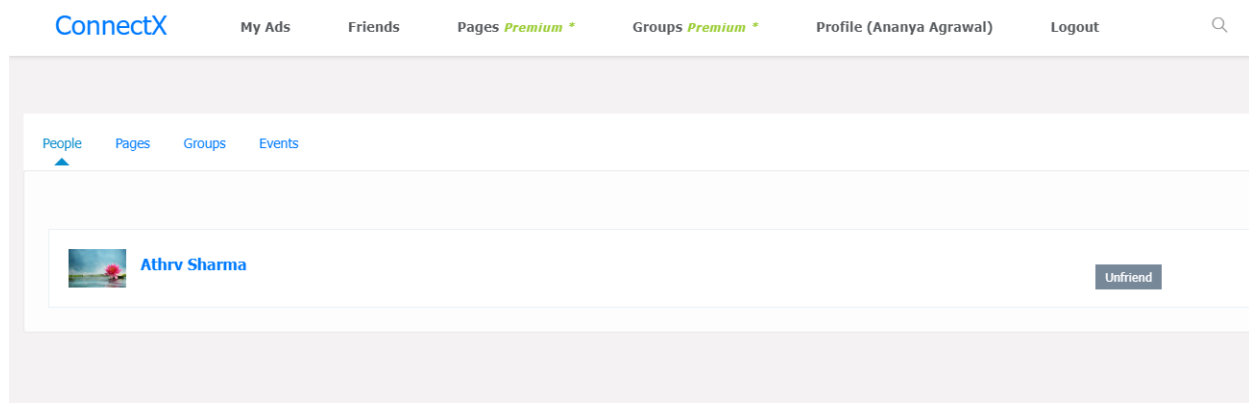 ConnectX My Ads Friends Pages Premium * Groups Premium * Profile (Ananya Agrawal) Logout
People Pages Groups Events
Athrv Sharma
Unfriend